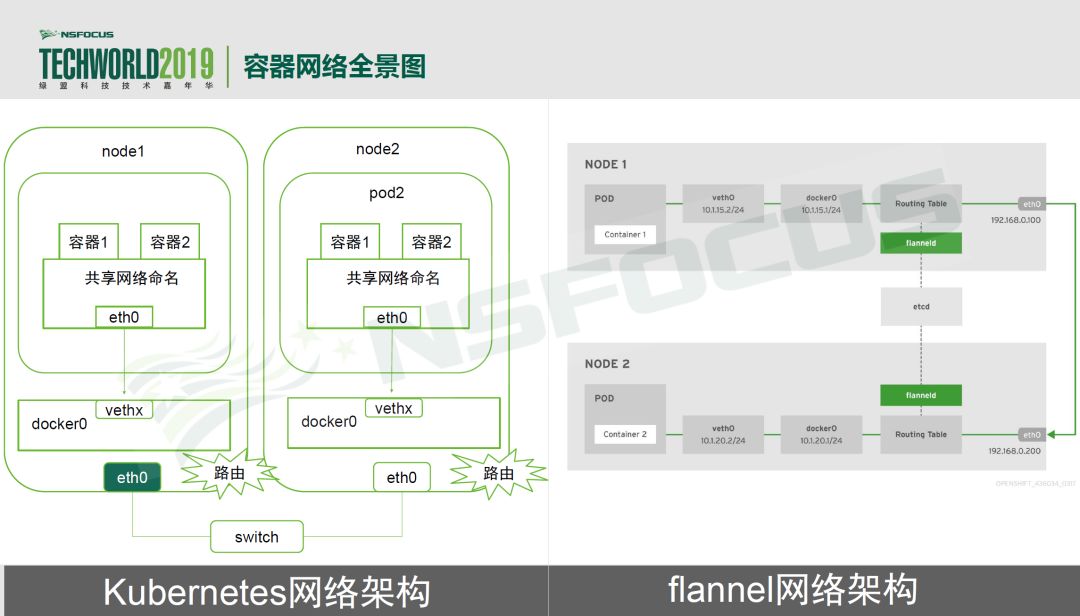 NSFOCUS
TECHWORLD2019
绿盟科技技术嘉年华
容器网络全景图
node1
容器1
容器2
共享网络命名
eth0
vethx
docker0
eth0
路由
node2
pod2
容器1
容器2
共享网络命名
eth0
vethx
docker0
eth0
路由
switch
Kubernetes网络架构
NODE 1
POD
Container 1
veth0
10.1.15.2/24
docker0
10.1.15.1/24
Routing Table
eth0
192.168.0.100
flanneld
etcd
NODE 2
POD
Container 2
veth0
10.1.20.2/24
docker0
10.1.20.1/24
flanneld
Routing Table
eth0
192.168.0.200
flannel网络架构
NSFOCUS